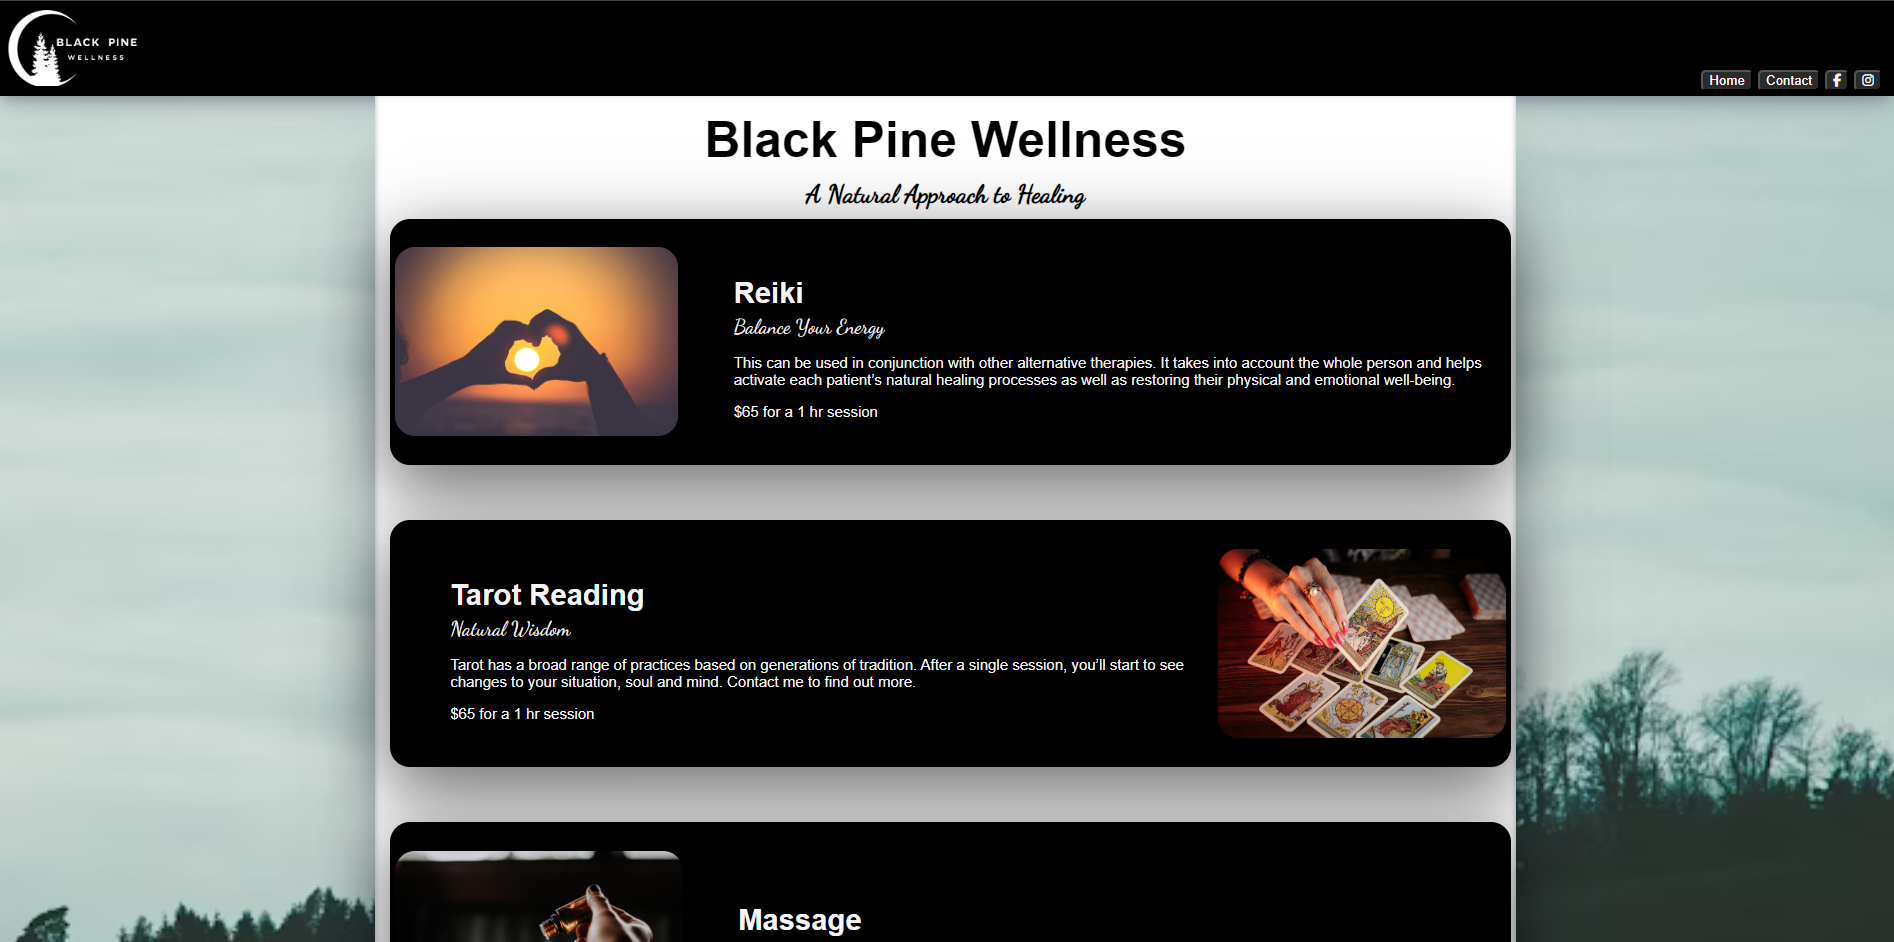 BLACK PINE
WELLNESS
Home
Contact
Black Pine Wellness
A Natural Approach to Healing
Reiki
Balance Your Energy
This can be used in conjunction with other alternative therapies. It takes into account the whole person and helps
activate each patient’s natural healing processes as well as restoring their physical and emotional well-being.
$65 for a 1 hr session
Tarot Reading
Natural Wisdom
Tarot has a broad range of practices based on generations of tradition. After a single session, you’ll start to see
changes to your situation, soul and mind. Contact me to find out more.
$65 for a 1 hr session
Massage